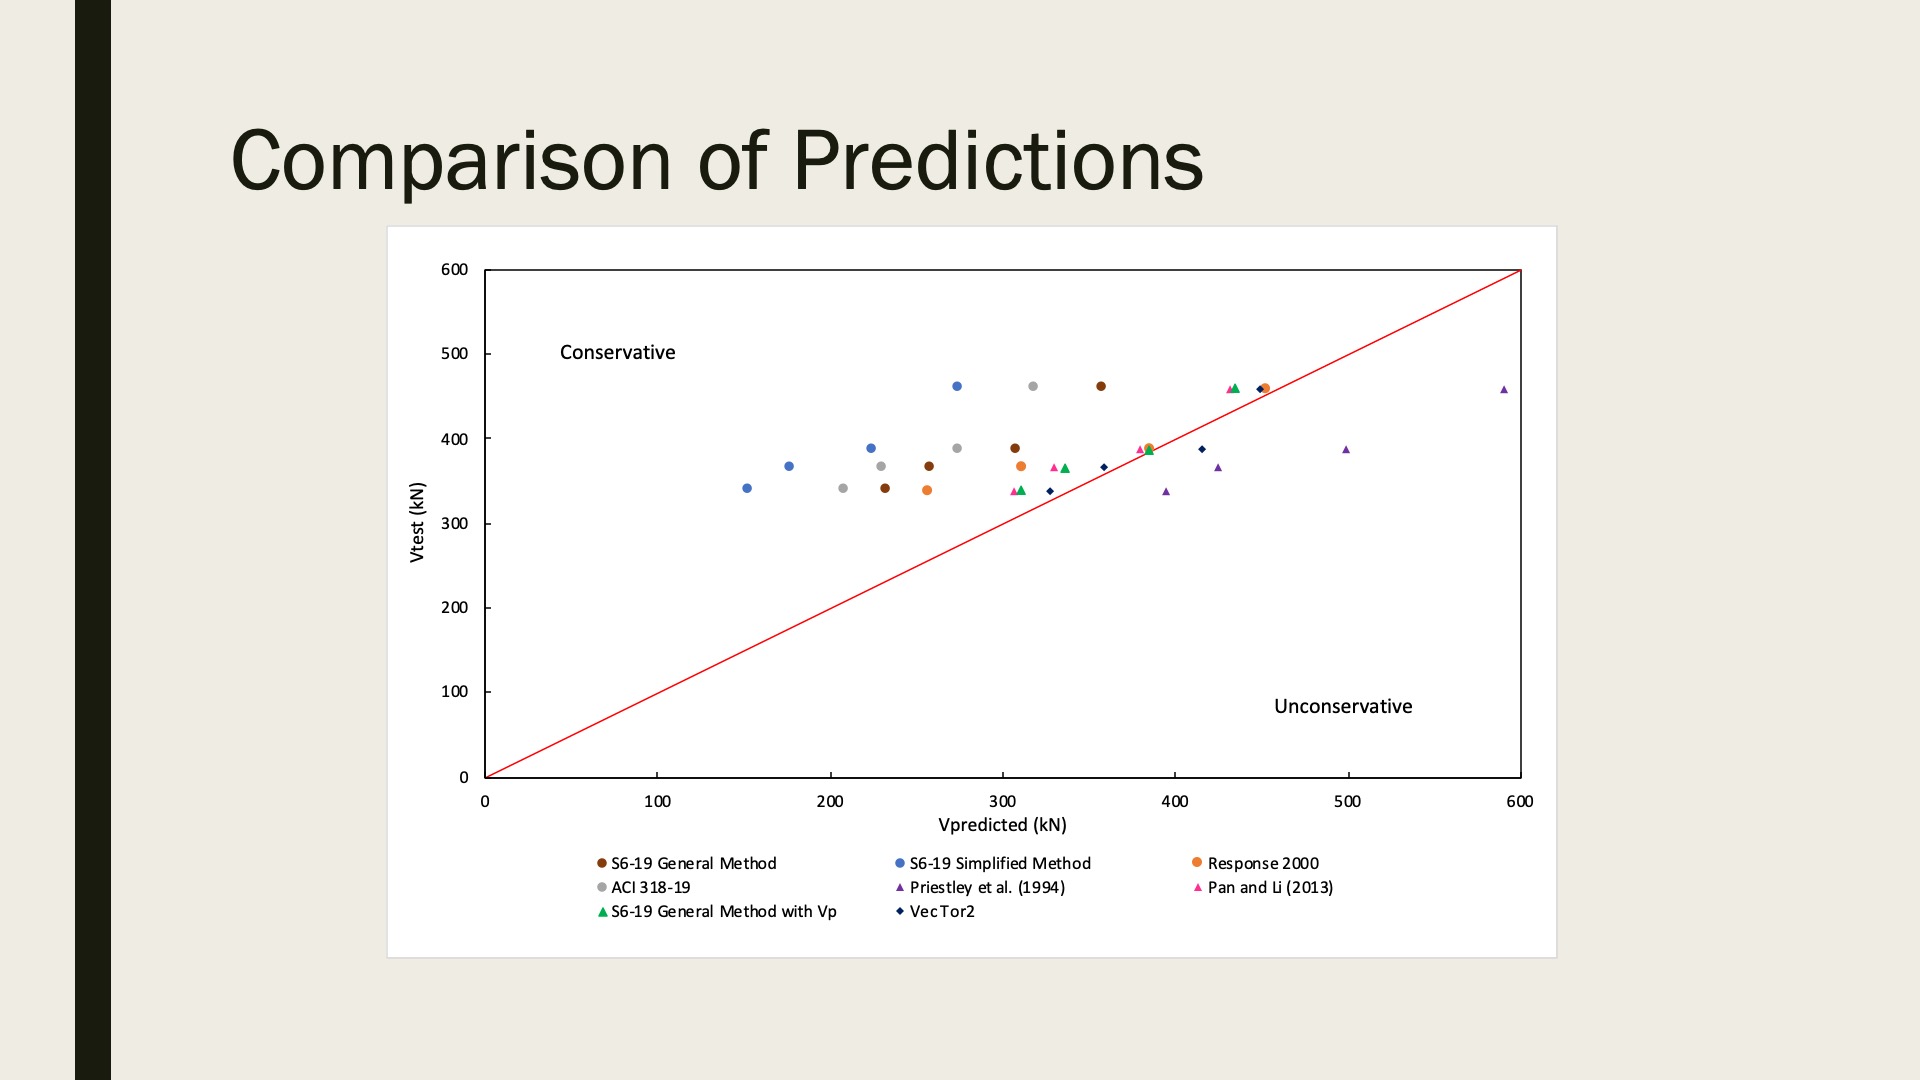 Comparison of Predictions
600
500
400
300
200
100
0
Vtest (kN)
Conservative
Unconservative
0 100 200 300 400 500 600
Vpredicted (kN)
S6-19 General Method S6-19 Simplified Method Response 2000
ACI 318-19 Priestley et al. (1994) Pan and Li (2013)
S6-19 General Method with Vp VecTor2